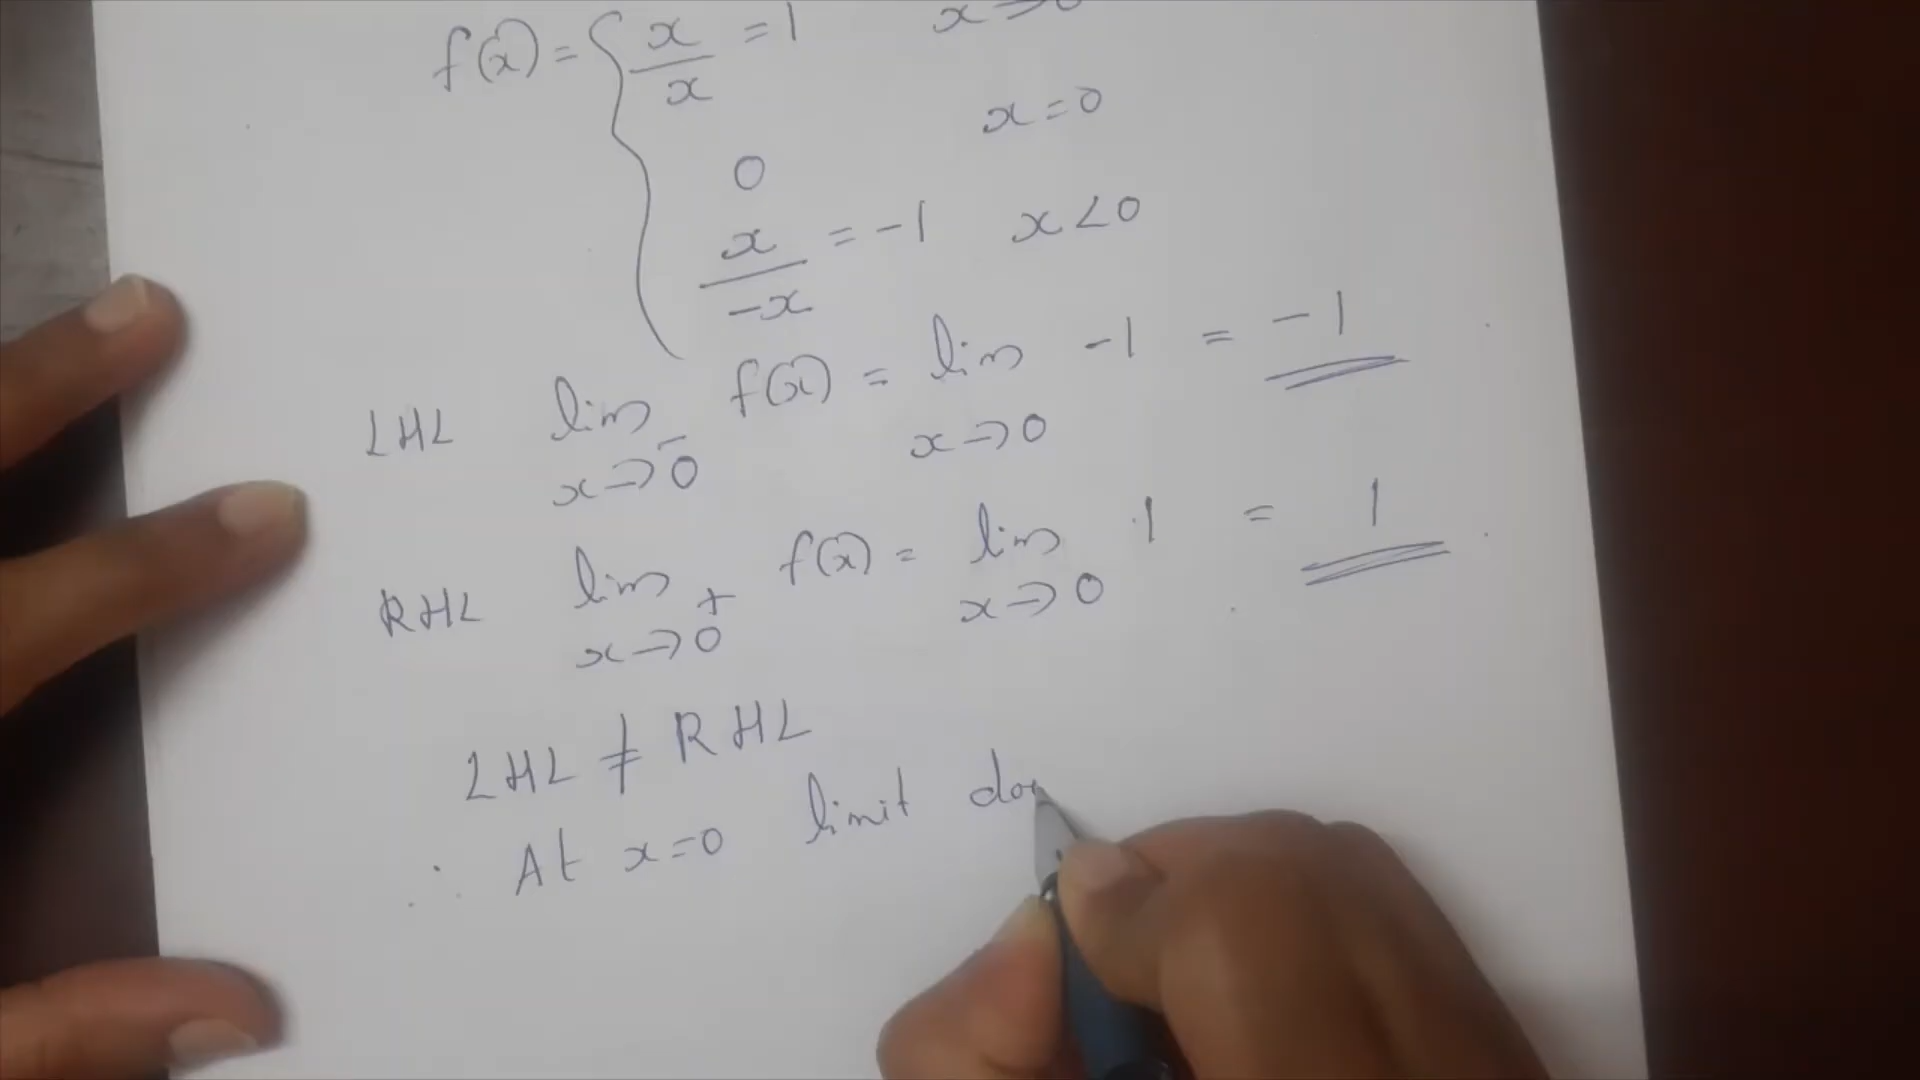 f(x) = { x/x = 1 x>0
0 x=0
x/-x = -1 x<0
LHL lim x→0⁻ f(x) = lim x→0 -1 = -1
RHL lim x→0⁺ f(x) = lim x→0 1 = 1
LHL ≠ RHL
∴ At x=0 limit do